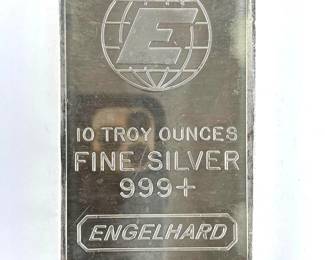 E
10 TROY OUNCES
FINE SILVER
999+
ENGELHARD